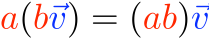 a(bv⃗) = (ab)v⃗